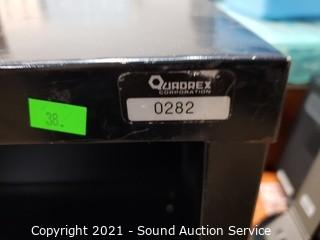 QUADREX
CORPORATION
0282
38.
Copyright 2021 - Sound Auction Service